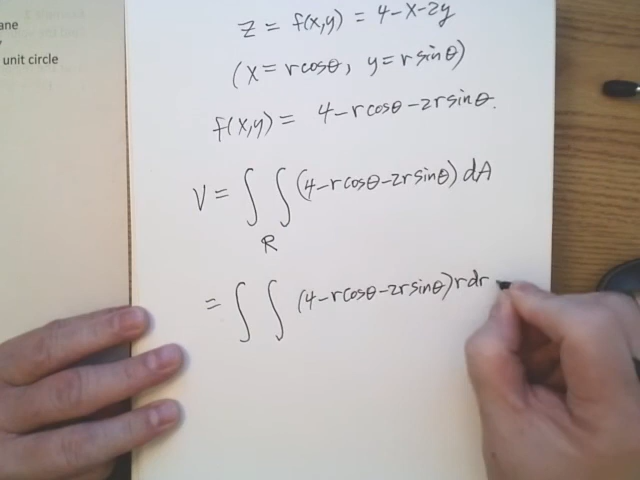 ane
unit circle
z = f(x,y) = 4-x-2y
(x=rcosθ, y=rsinθ)
f(x,y) = 4-rcosθ-2rsinθ.
V = ∫∫ (4-rcosθ-2rsinθ) dA
R
= ∫∫ (4-rcosθ-2rsinθ)rdr